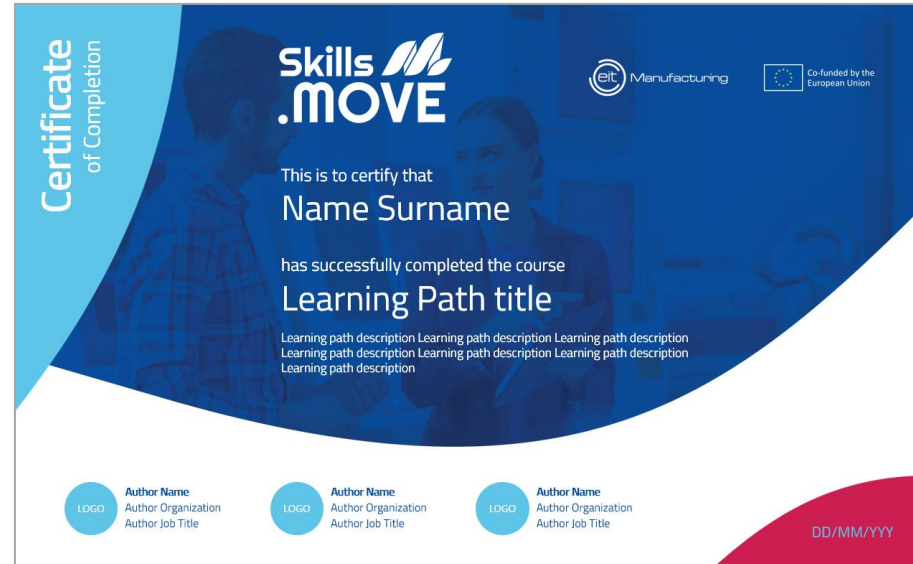 Certificate
of Completion
Skills
.MOVE
eit Manufacturing
Co-funded by the
European Union
This is to certify that
Name Surname
has successfully completed the course
Learning Path title
Learning path description Learning path description Learning path description
Learning path description Learning path description Learning path description
Learning path description
LOGO
Author Name
Author Organization
Author Job Title
LOGO
Author Name
Author Organization
Author Job Title
LOGO
Author Name
Author Organization
Author Job Title
DD/MM/YYY